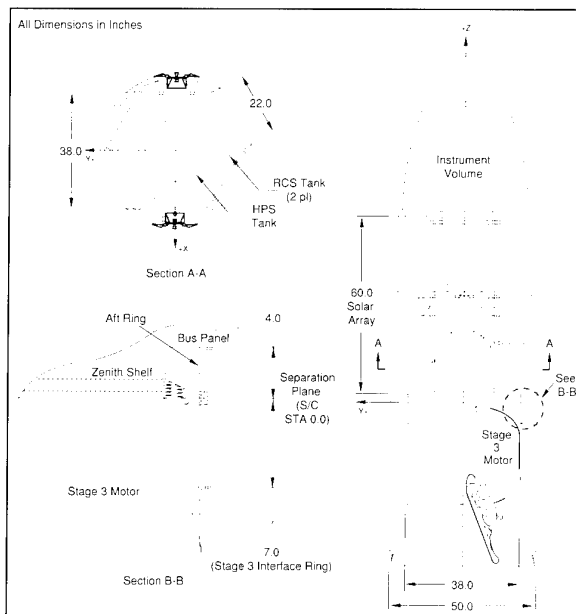 All Dimensions in Inches
+Z
22.0
38.0
Y+
RCS Tank
(2 pl)
HPS
Tank
+X
Section A-A
Instrument
Volume
60.0
Solar
Array
A
A
See
B-B
Y+
Stage
3
Motor
38.0
50.0
Aft Ring
4.0
Bus Panel
Zenith Shelf
Separation
Plane
(S/C
STA 0.0)
Stage 3 Motor
7.0
(Stage 3 Interface Ring)
Section B-B